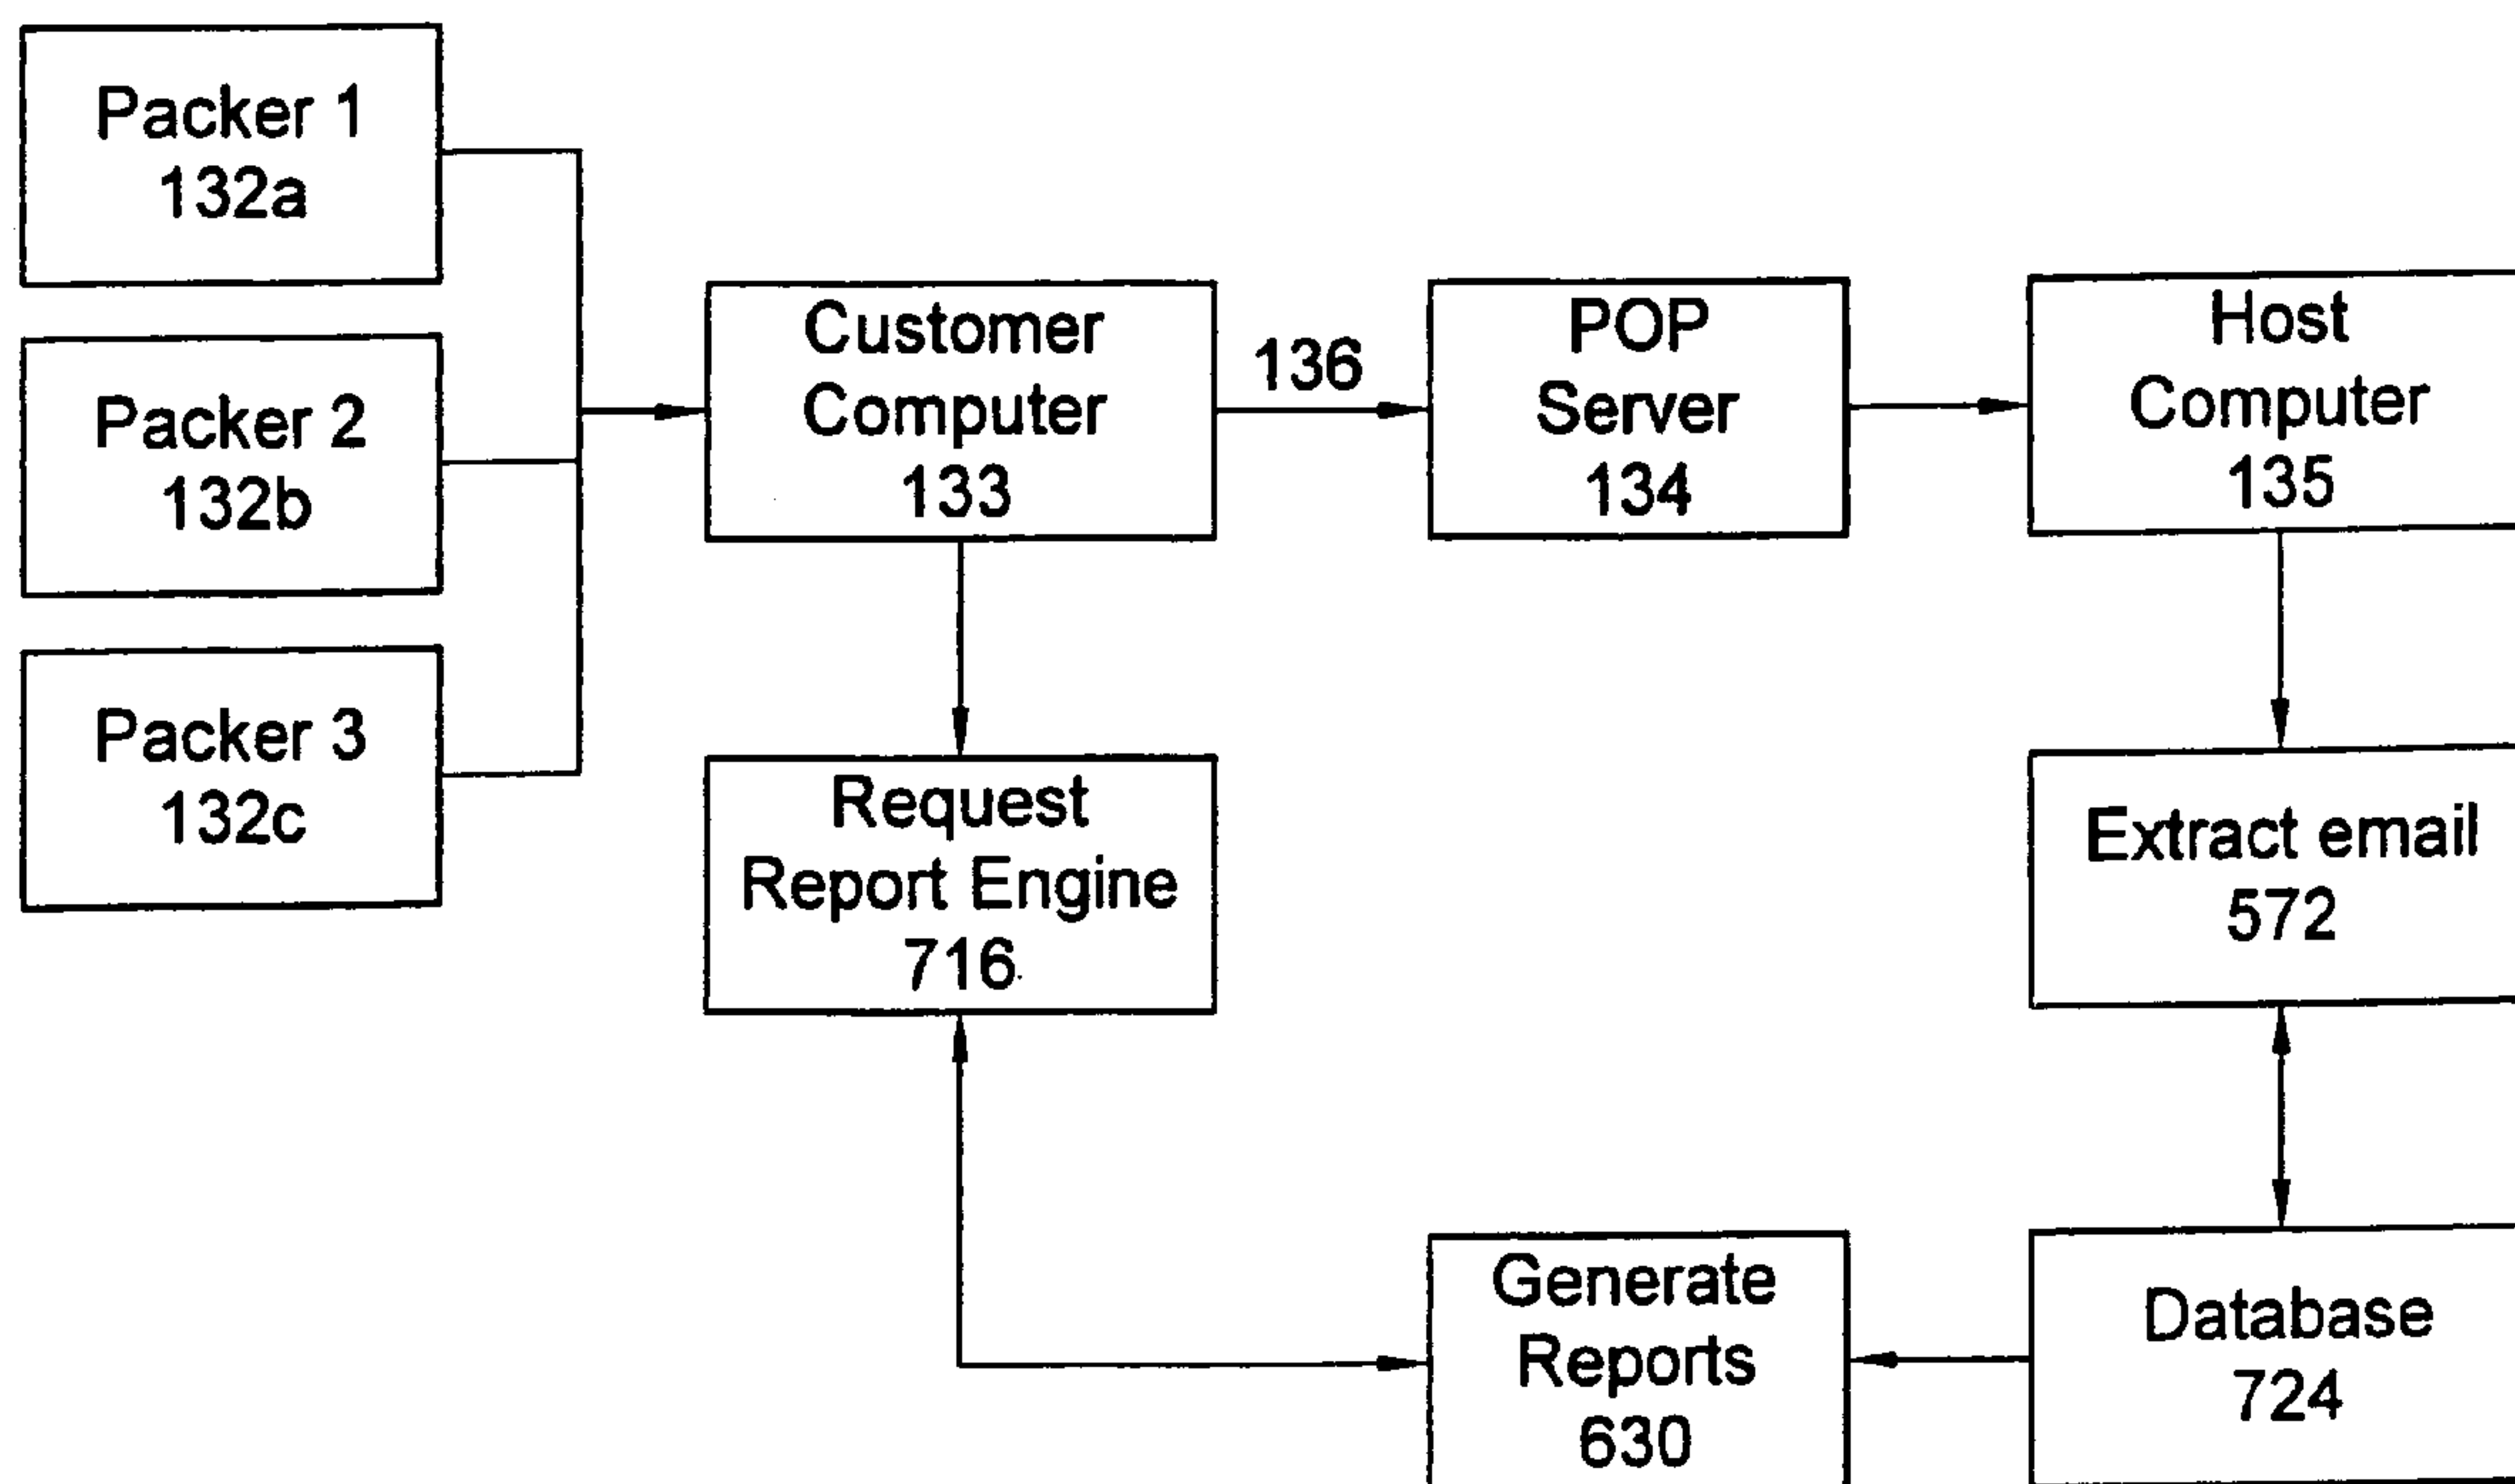 Packer 1
132a
Packer 2
132b
Packer 3
132c
Customer
Computer
133
136
POP
Server
134
Host
Computer
135
Request
Report Engine
716
Extract email
572
Generate
Reports
630
Database
724